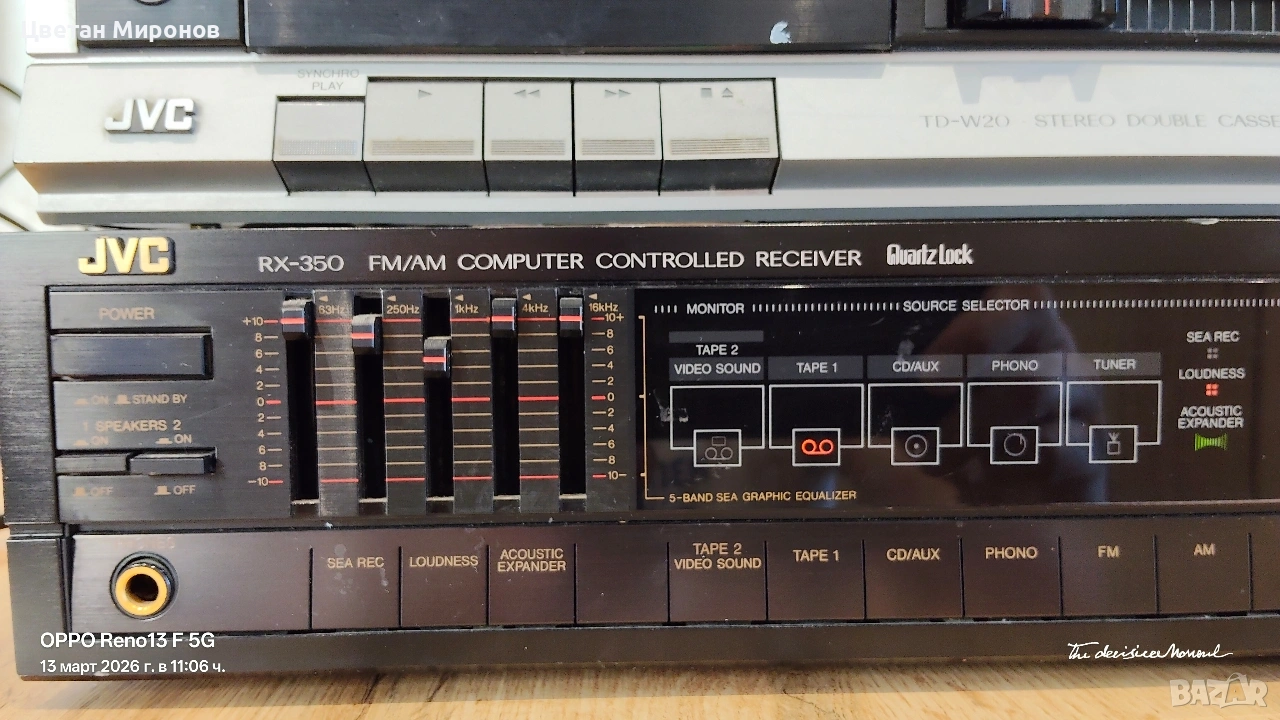 Цветан Миронов
SYNCHRO
PLAY
JVC
TD-W20 STEREO DOUBLE
JVC
RX-350 FM/AM COMPUTER CONTROLLED RECEIVER Quartz Lock
POWER
ON STAND BY
1 SPEAKERS 2
ON ON
OFF OFF
63Hz 250Hz 1kHz 4kHz 16kHz
+10 10+
8 8
6 6
4 4
2 2
0 0
2 2
4 4
6 6
8 8
-10 10-
MONITOR SOURCE SELECTOR
TAPE 2
VIDEO SOUND TAPE 1 CD/AUX PHONO TUNER
SEA REC
LOUDNESS
ACOUSTIC
EXPANDER
5-BAND SEA GRAPHIC EQUALIZER
SEA REC LOUDNESS ACOUSTIC
EXPANDER
TAPE 2
VIDEO SOUND TAPE 1 CD/AUX PHONO FM AM
OPPO Reno13 F 5G
13 март 2026 г. в 11:06 ч.
The decisive Moment
BAZAR